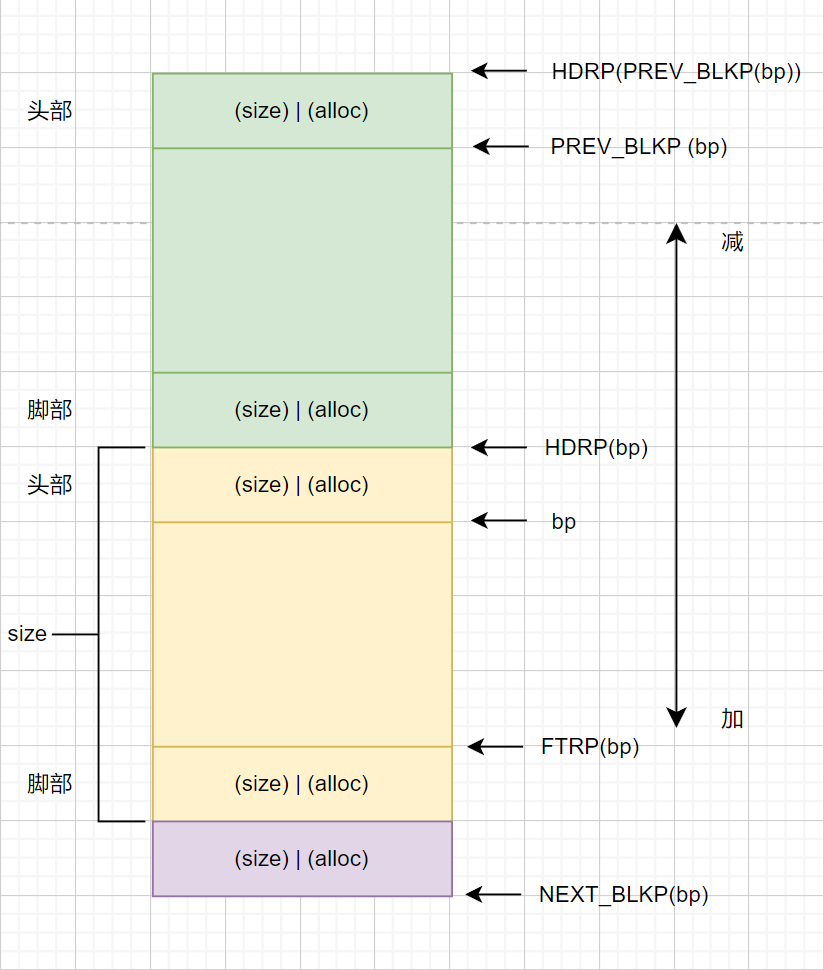 HDRP(PREV_BLKP(bp))
头部
(size) | (alloc)
PREV_BLKP (bp)
减
脚部
(size) | (alloc)
HDRP(bp)
头部
(size) | (alloc)
bp
size
加
FTRP(bp)
脚部
(size) | (alloc)
(size) | (alloc)
NEXT_BLKP(bp)